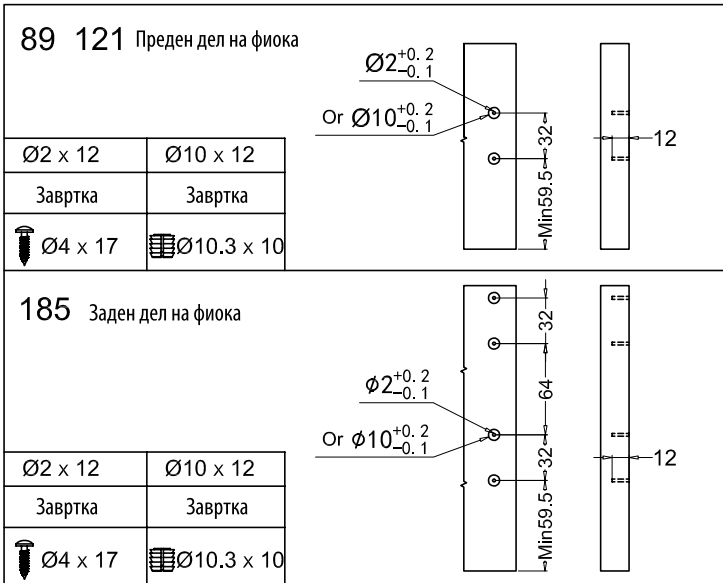 89 121 Преден дел на фиока
Ø2 +0.2 -0.1
Or Ø10 +0.2 -0.1
32
12
Min59.5
Ø2 x 12 Ø10 x 12
Завртка Завртка
Ø4 x 17 Ø10.3 x 10
185 Заден дел на фиока
32
64
ϕ2 +0.2 -0.1
Or ϕ10 +0.2 -0.1
32
12
Min59.5
Ø2 x 12 Ø10 x 12
Завртка Завртка
Ø4 x 17 Ø10.3 x 10